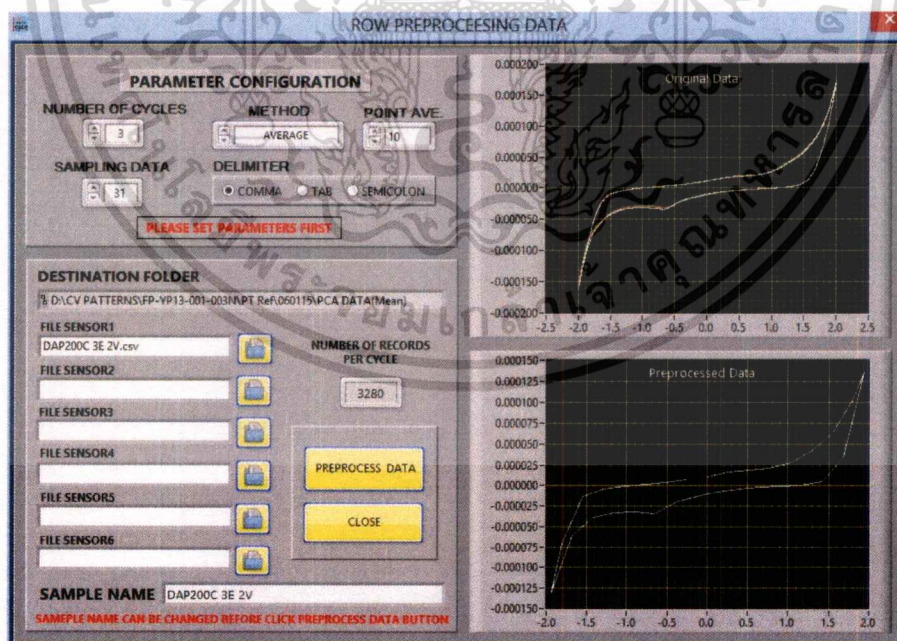 ROW PREPROCEESING DATA
PARAMETER CONFIGURATION
NUMBER OF CYCLES
METHOD
POINT AVE.
3
AVERAGE
10
SAMPLING DATA
DELIMITER
31
COMMA
TAB
SEMICOLON
PLEASE SET PARAMETERS FIRST
DESTINATION FOLDER
D:\CV PATTERNS\FP-YP13-001-003N\PT Ref\060115\PCA DATA(Mean)
FILE SENSOR1
DAP200C 3E 2V.csv
FILE SENSOR2
FILE SENSOR3
FILE SENSOR4
FILE SENSOR5
FILE SENSOR6
NUMBER OF RECORDS
PER CYCLE
3280
PREPROCESS DATA
CLOSE
SAMPLE NAME
DAP200C 3E 2V
SAMEPLE NAME CAN BE CHANGED BEFORE CLICK PREPROCESS DATA BUTTON
Original Data
0.000200
0.000150
0.000100
0.000050
0.000000
-0.000050
-0.000100
-0.000150
-0.000200
-2.5 -2.0 -1.5 -1.0 -0.5 0.0 0.5 1.0 1.5 2.0 2.5
Preprocessed Data
0.000150
0.000125
0.000100
0.000075
0.000050
0.000025
0.000000
-0.000025
-0.000050
-0.000075
-0.000100
-0.000125
-0.000150
-2.0 -1.5 -1.0 -0.5 0.0 0.5 1.0 1.5 2.0